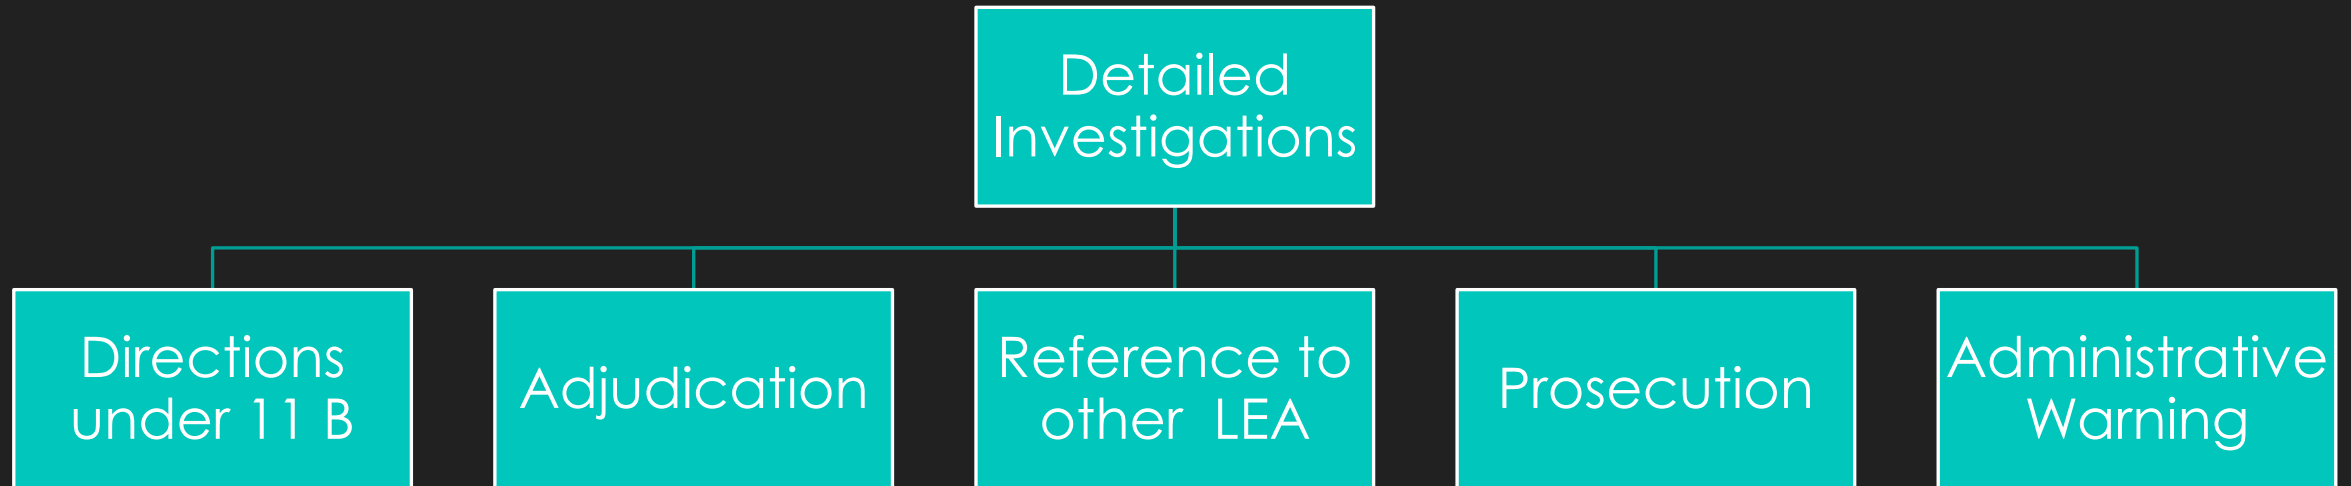 Detailed
Investigations
Directions
under 11 B
Adjudication
Reference to
other LEA
Prosecution
Administrative
Warning